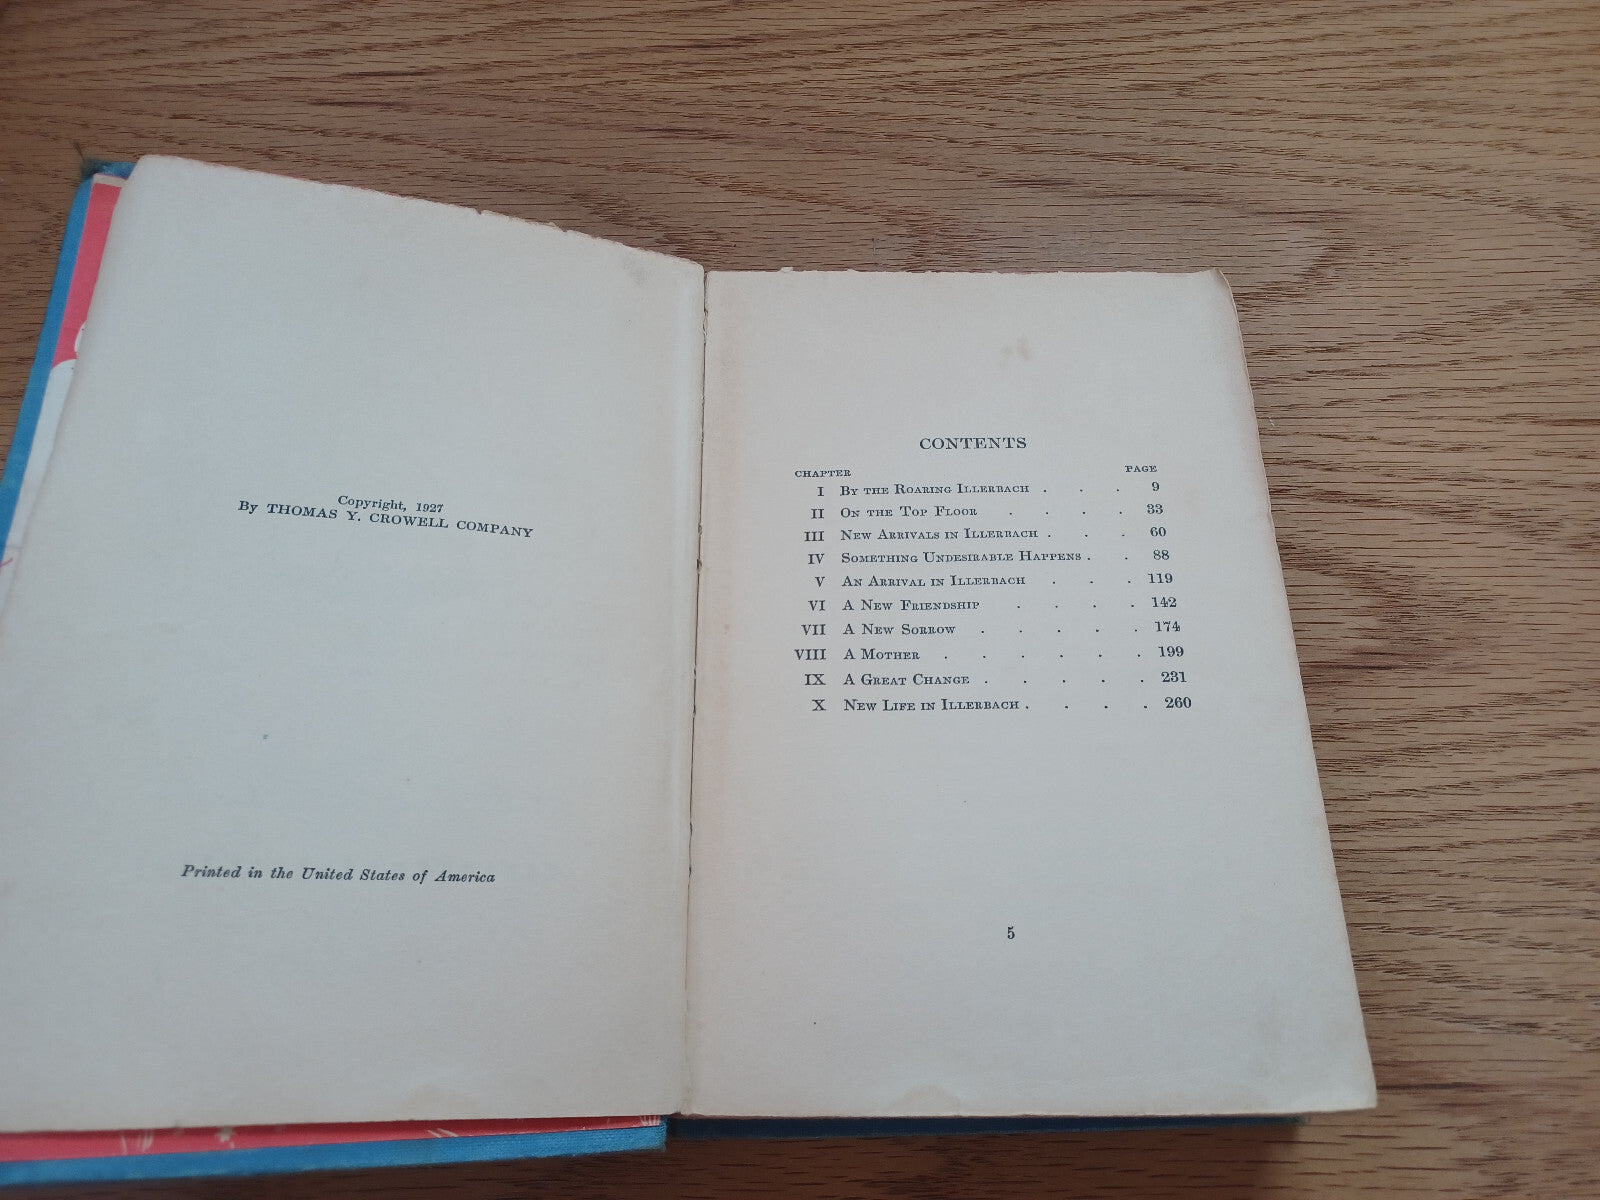 Copyright, 1927
By THOMAS Y. CROWELL COMPANY
Printed in the United States of America
CONTENTS
CHAPTER PAGE
I By the Roaring Illerbach . . . 9
II On the Top Floor . . . . 33
III New Arrivals in Illerbach . . . 60
IV Something Undesirable Happens . . 88
V An Arrival in Illerbach . . . 119
VI A New Friendship . . . . 142
VII A New Sorrow . . . . . 174
VIII A Mother . . . . . . 199
IX A Great Change . . . . . 231
X New Life in Illerbach . . . . 260
5